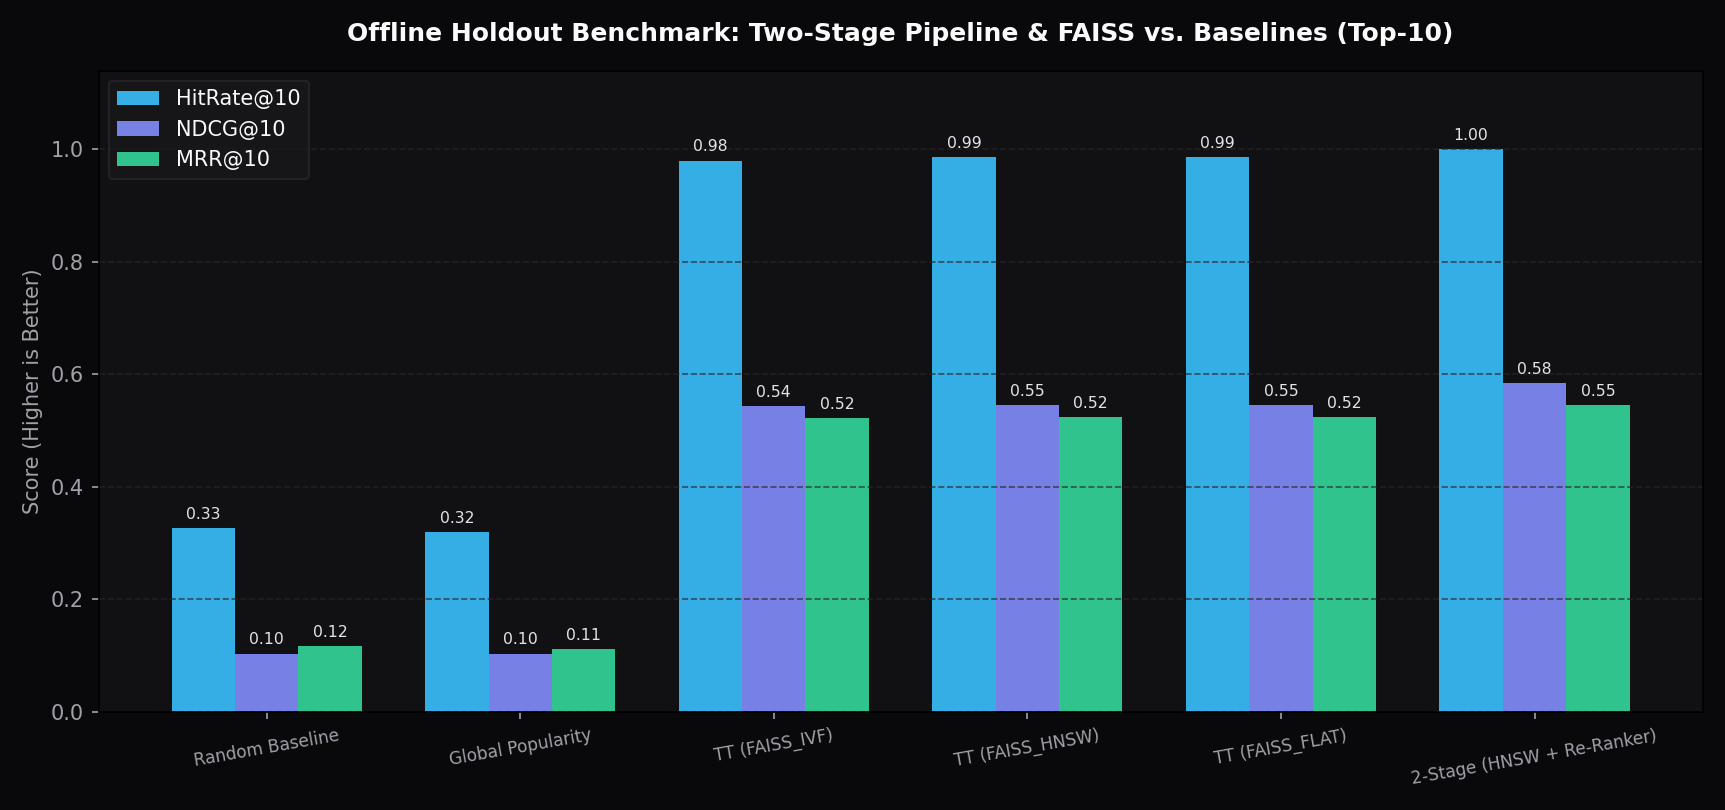 Offline Holdout Benchmark: Two-Stage Pipeline & FAISS vs. Baselines (Top-10)
HitRate@10
NDCG@10
MRR@10
Score (Higher is Better)
1.0
0.8
0.6
0.4
0.2
0.0
0.33
0.10
0.12
0.32
0.10
0.11
0.98
0.54
0.52
0.99
0.55
0.52
0.99
0.55
0.52
1.00
0.58
0.55
Random Baseline
Global Popularity
TT (FAISS_IVF)
TT (FAISS_HNSW)
TT (FAISS_FLAT)
2-Stage (HNSW + Re-Ranker)